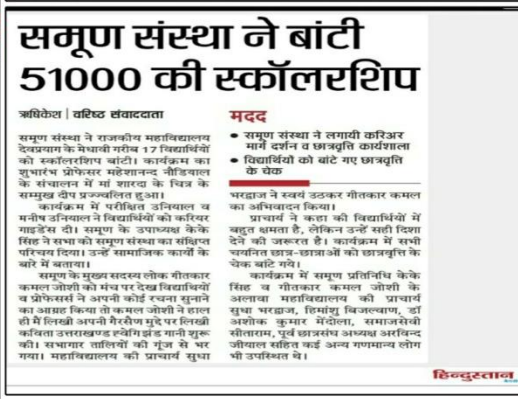 समूण संस्था ने बांटी
51000 की स्कॉलरशिप
ऋषिकेश | वरिष्ठ संवाददाता
समूण संस्था ने राजकीय महाविद्यालय
देवप्रयाग के मेधावी गरीब 17 विद्यार्थियों
को स्कॉलरशिप बांटी। कार्यक्रम का
शुभारंभ प्रोफेसर महेशानन्द नौडियाल
के संचालन में मां शारदा के चित्र के
सम्मुख दीप प्रज्ज्वलित हुआ।
कार्यक्रम में परीक्षित उनियाल व
मनीष उनियाल ने विद्यार्थियों को करियर
गाइडेंस दी। समूण के उपाध्यक्ष केके
सिंह ने सभा को समूण संस्था का संक्षिप्त
परिचय दिया। उन्हें सामाजिक कार्यों के
बारे में बताया।
समूण के मुख्य सदस्य लोक गीतकार
कमल जोशी को मंच पर देख विद्यार्थियों
व प्रोफेसर्स ने अपनी कोई रचना सुनाने
का आग्रह किया तो कमल जोशी ने हाल
ही में लिखी अपनी गैरसैण मुद्दे पर लिखी
कविता उत्तराखण्ड ह्वेगि झंड गानी शुरू
की। सभागार तालियों की गूंज से भर
गया। महाविद्यालय की प्राचार्य सुधा
मदद
● समूण संस्था ने लगायी करिअर
मार्ग दर्शन व छात्रवृत्ति कार्यशाला
● विद्यार्थियों को बांटे गए छात्रवृत्ति
के चेक
भरद्वाज ने स्वयं उठकर गीतकार कमल
का अभिवादन किया।
प्राचार्य ने कहा की विद्यार्थियों में
बहुत क्षमता है, लेकिन उन्हें सही दिशा
देने की जरूरत है। कार्यक्रम में सभी
चयनित छात्र-छात्राओं को छात्रवृत्ति के
चेक बांटे गये।
कार्यक्रम में समूण प्रतिनिधि केके
सिंह व गीतकार कमल जोशी के
अलावा महाविद्यालय की प्राचार्य
सुधा भरद्वाज, हिमांशु बिजल्वाण, डॉ
अशोक कुमार मेंदोला, समाजसेवी
सीताराम, पूर्व छात्रसंघ अध्यक्ष अरविन्द
जीयाल सहित कई अन्य गणमान्य लोग
भी उपस्थित थे।
हिन्दुस्तान